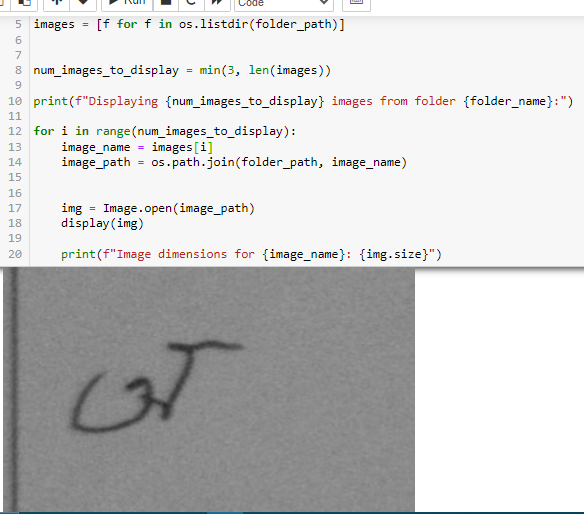 Run
Code
5 images = [f for f in os.listdir(folder_path)]
6
7
8 num_images_to_display = min(3, len(images))
9
10 print(f"Displaying {num_images_to_display} images from folder {folder_name}:")
11
12 for i in range(num_images_to_display):
13 image_name = images[i]
14 image_path = os.path.join(folder_path, image_name)
15
16
17 img = Image.open(image_path)
18 display(img)
19
20 print(f"Image dimensions for {image_name}: {img.size}")